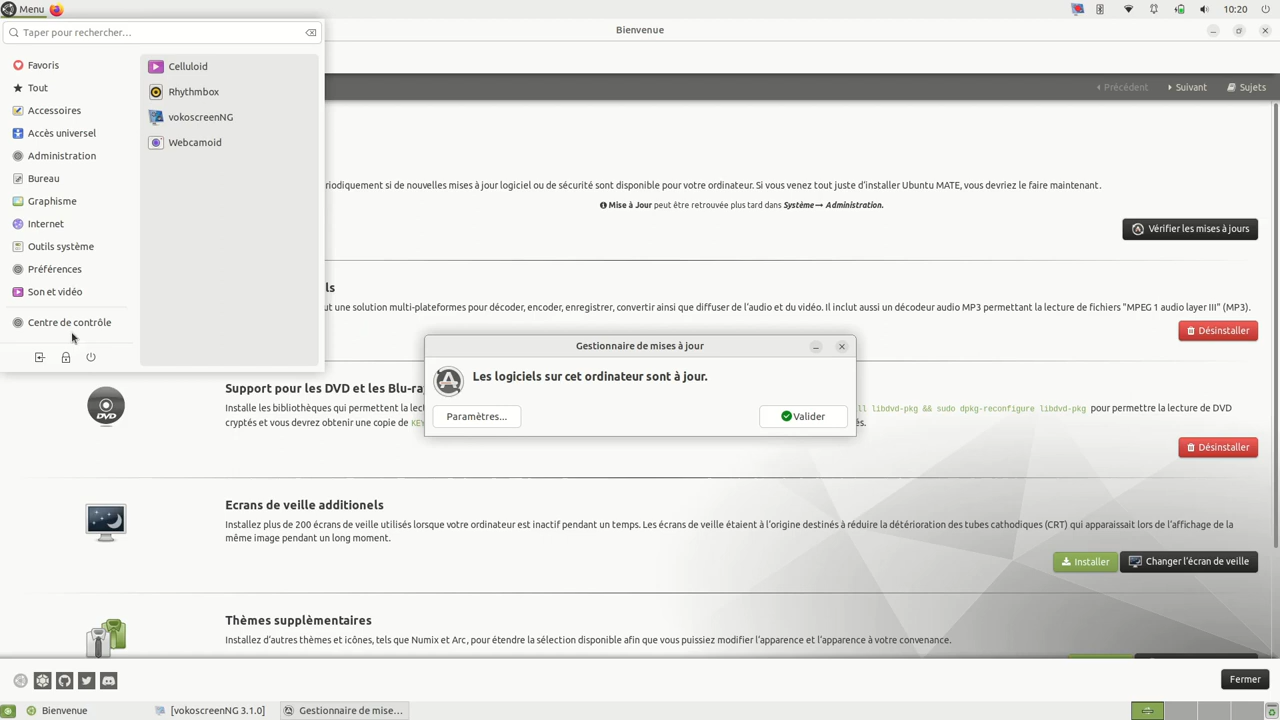 Menu
10:20
Taper pour rechercher...
Favoris
Tout
Accessoires
Accès universel
Administration
Bureau
Graphisme
Internet
Outils système
Préférences
Son et vidéo
Centre de contrôle
Celluloid
Rhythmbox
vokoscreenNG
Webcamoid
Bienvenue
Précédent
Suivant
Sujets
riodiquement si de nouvelles mises à jour logiciel ou de sécurité sont disponible pour votre ordinateur. Si vous venez tout juste d'installer Ubuntu MATE, vous devriez le faire maintenant.
Mise à Jour peut être retrouvée plus tard dans Système→ Administration.
Vérifier les mises à jours
ls
ut une solution multi-plateformes pour décoder, encoder, enregistrer, convertir ainsi que diffuser de l'audio et du vidéo. Il inclut aussi un décodeur audio MP3 permettant la lecture de fichiers "MPEG 1 audio layer III" (MP3).
Désinstaller
Gestionnaire de mises à jour
Les logiciels sur cet ordinateur sont à jour.
Paramètres...
Valider
Support pour les DVD et les Blu-ra
DVD
Installe les bibliothèques qui permettent la lect
ll libdvd-pkg && sudo dpkg-reconfigure libdvd-pkg pour permettre la lecture de DVD
cryptés et vous devrez obtenir une copie de KE
és.
Désinstaller
Ecrans de veille additionels
Installez plus de 200 écrans de veille utilisés lorsque votre ordinateur est inactif pendant un temps. Les écrans de veille étaient à l'origine destinés à réduire la détérioration des tubes cathodiques (CRT) qui apparaissait lors de l'affichage de la
même image pendant un long moment.
Installer
Changer l'écran de veille
Thèmes supplémentaires
Installez d'autres thèmes et icônes, tels que Numix et Arc, pour étendre la sélection disponible afin que vous puissiez modifier l'apparence et l'apparence à votre convenance.
Fermer
Bienvenue
[vokoscreenNG 3.1.0]
Gestionnaire de mise...